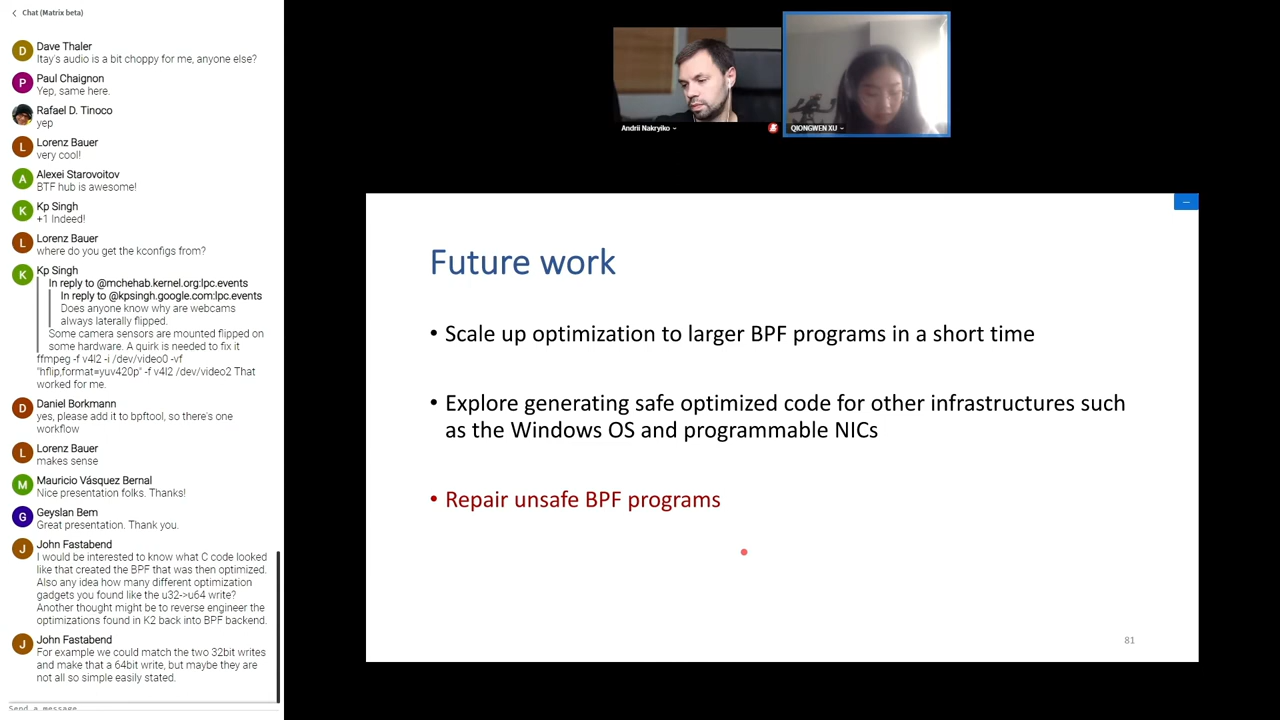 Chat (Matrix beta)
D
Dave Thaler
Itay's audio is a bit choppy for me, anyone else?
P
Paul Chaignon
Yep, same here.
Rafael D. Tinoco
yep
L
Lorenz Bauer
very cool!
A
Alexei Starovoitov
BTF hub is awesome!
K
Kp Singh
+1 Indeed!
L
Lorenz Bauer
where do you get the kconfigs from?
K
Kp Singh
In reply to @mchehab.kernel.org:lpc.events
In reply to @kpsingh.google.com:lpc.events
Does anyone know why are webcams
always laterally flipped.
Some camera sensors are mounted flipped on
some hardware. A quirk is needed to fix it
ffmpeg -f v4l2 -i /dev/video0 -vf
"hflip,format=yuv420p" -f v4l2 /dev/video2 That
worked for me.
D
Daniel Borkmann
yes, please add it to bpftool, so there's one
workflow
L
Lorenz Bauer
makes sense
M
Mauricio Vásquez Bernal
Nice presentation folks. Thanks!
G
Geyslan Bem
Great presentation. Thank you.
J
John Fastabend
I would be interested to know what C code looked
like that created the BPF that was then optimized.
Also any idea how many different optimization
gadgets you found like the u32->u64 write?
Another thought might be to reverse engineer the
optimizations found in K2 back into BPF backend.
J
John Fastabend
For example we could match the two 32bit writes
and make that a 64bit write, but maybe they are
not all so simple easily stated.
Send a message
Andrii Nakryiko
QIONGWEN XU
Future work
• Scale up optimization to larger BPF programs in a short time
• Explore generating safe optimized code for other infrastructures such
as the Windows OS and programmable NICs
• Repair unsafe BPF programs
81